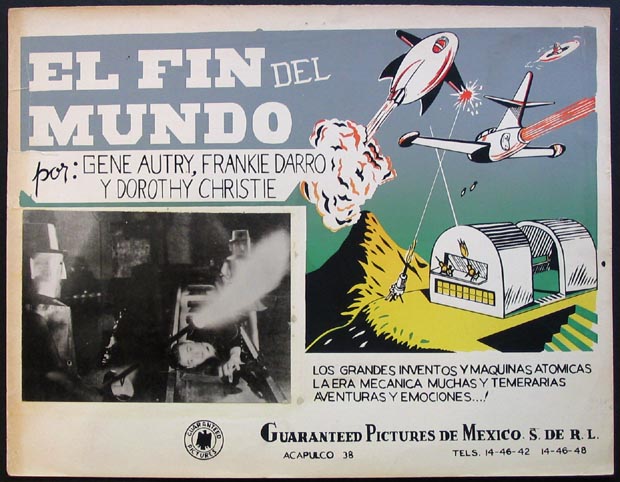 EL FIN DEL
MUNDO
por: GENE AUTRY, FRANKIE DARRO
Y DOROTHY CHRISTIE
LOS GRANDES INVENTOS Y MAQUINAS ATOMICAS
LA ERA MECANICA MUCHAS Y TEMERARIAS
AVENTURAS Y EMOCIONES...!
GUARANTEED
PICTURES
GUARANTEED PICTURES DE MEXICO. S. DE R. L.
ACAPULCO 38
TELS. 14-46-42 14-46-48